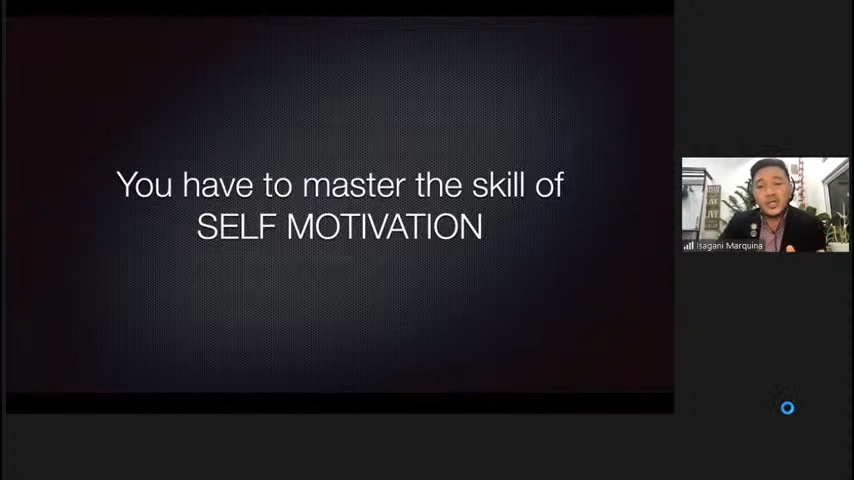 You have to master the skill of
SELF MOTIVATION
Isagani Marquina